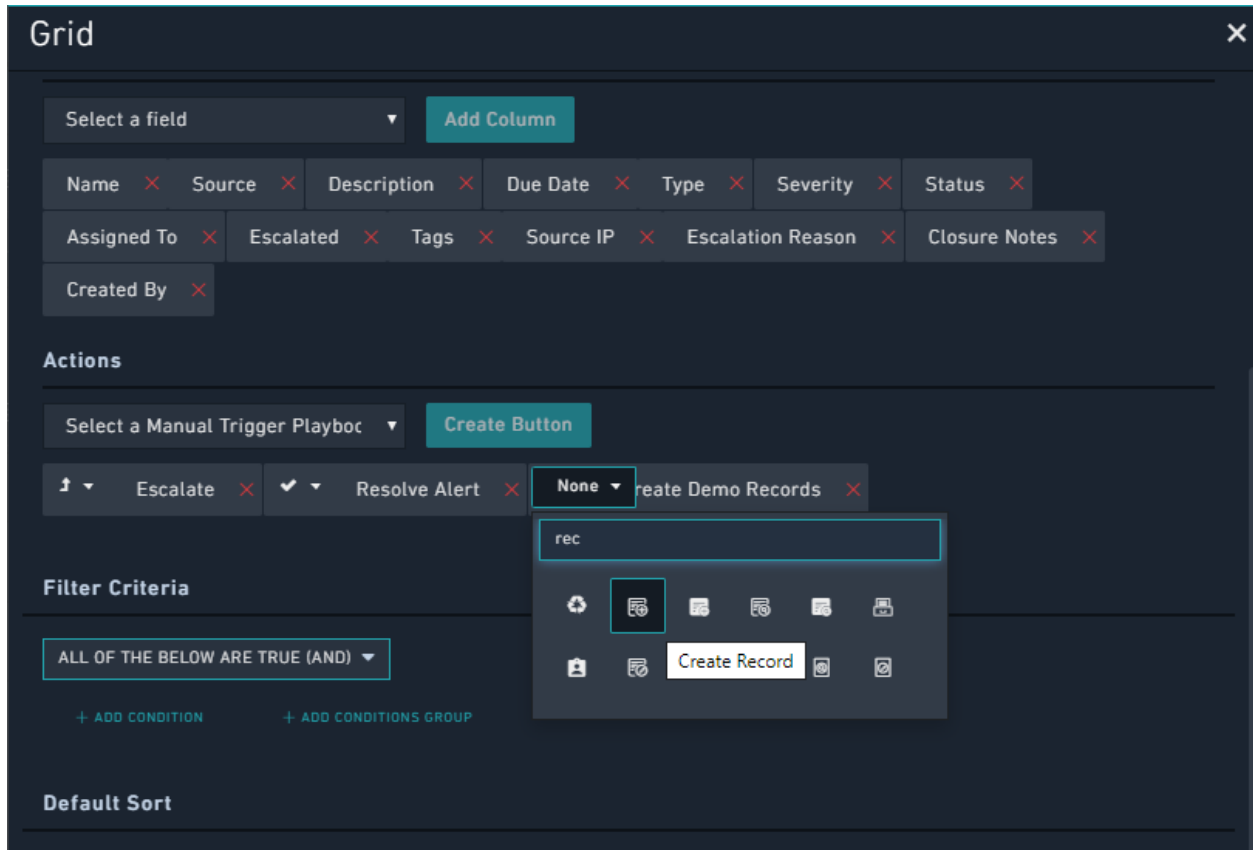 Grid
Select a field Add Column
Name Source Description Due Date Type Severity Status
Assigned To Escalated Tags Source IP Escalation Reason Closure Notes
Created By
Actions
Select a Manual Trigger Playboc Create Button
Escalate Resolve Alert None reate Demo Records
rec
Filter Criteria
ALL OF THE BELOW ARE TRUE (AND)
Create Record
+ ADD CONDITION + ADD CONDITIONS GROUP
Default Sort